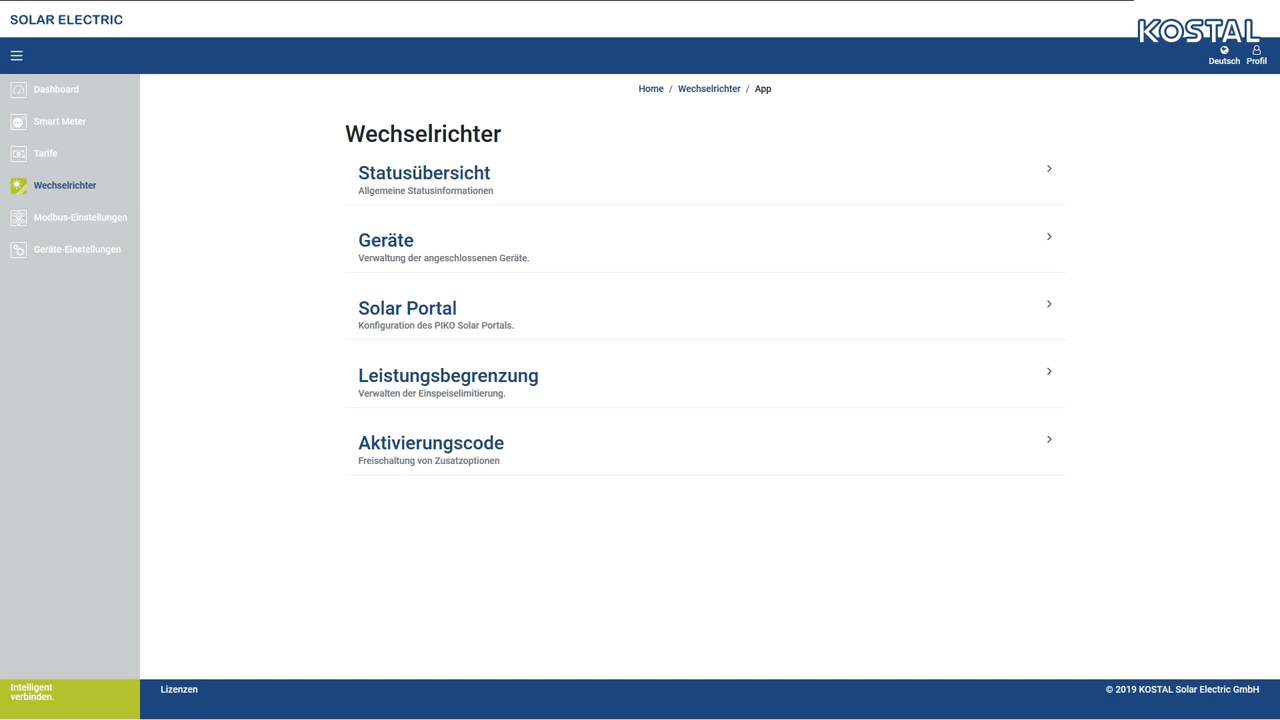 SOLAR ELECTRIC
KOSTAL
Deutsch Profil
Dashboard
Smart Meter
Tarife
Wechselrichter
Modbus-Einstellungen
Geräte-Einstellungen
Home / Wechselrichter / App
Wechselrichter
Statusübersicht
Allgemeine Statusinformationen
Geräte
Verwaltung der angeschlossenen Geräte.
Solar Portal
Konfiguration des PIKO Solar Portals.
Leistungsbegrenzung
Verwalten der Einspeiselimitierung.
Aktivierungscode
Freischaltung von Zusatzoptionen
Intelligent
verbinden.
Lizenzen
© 2019 KOSTAL Solar Electric GmbH